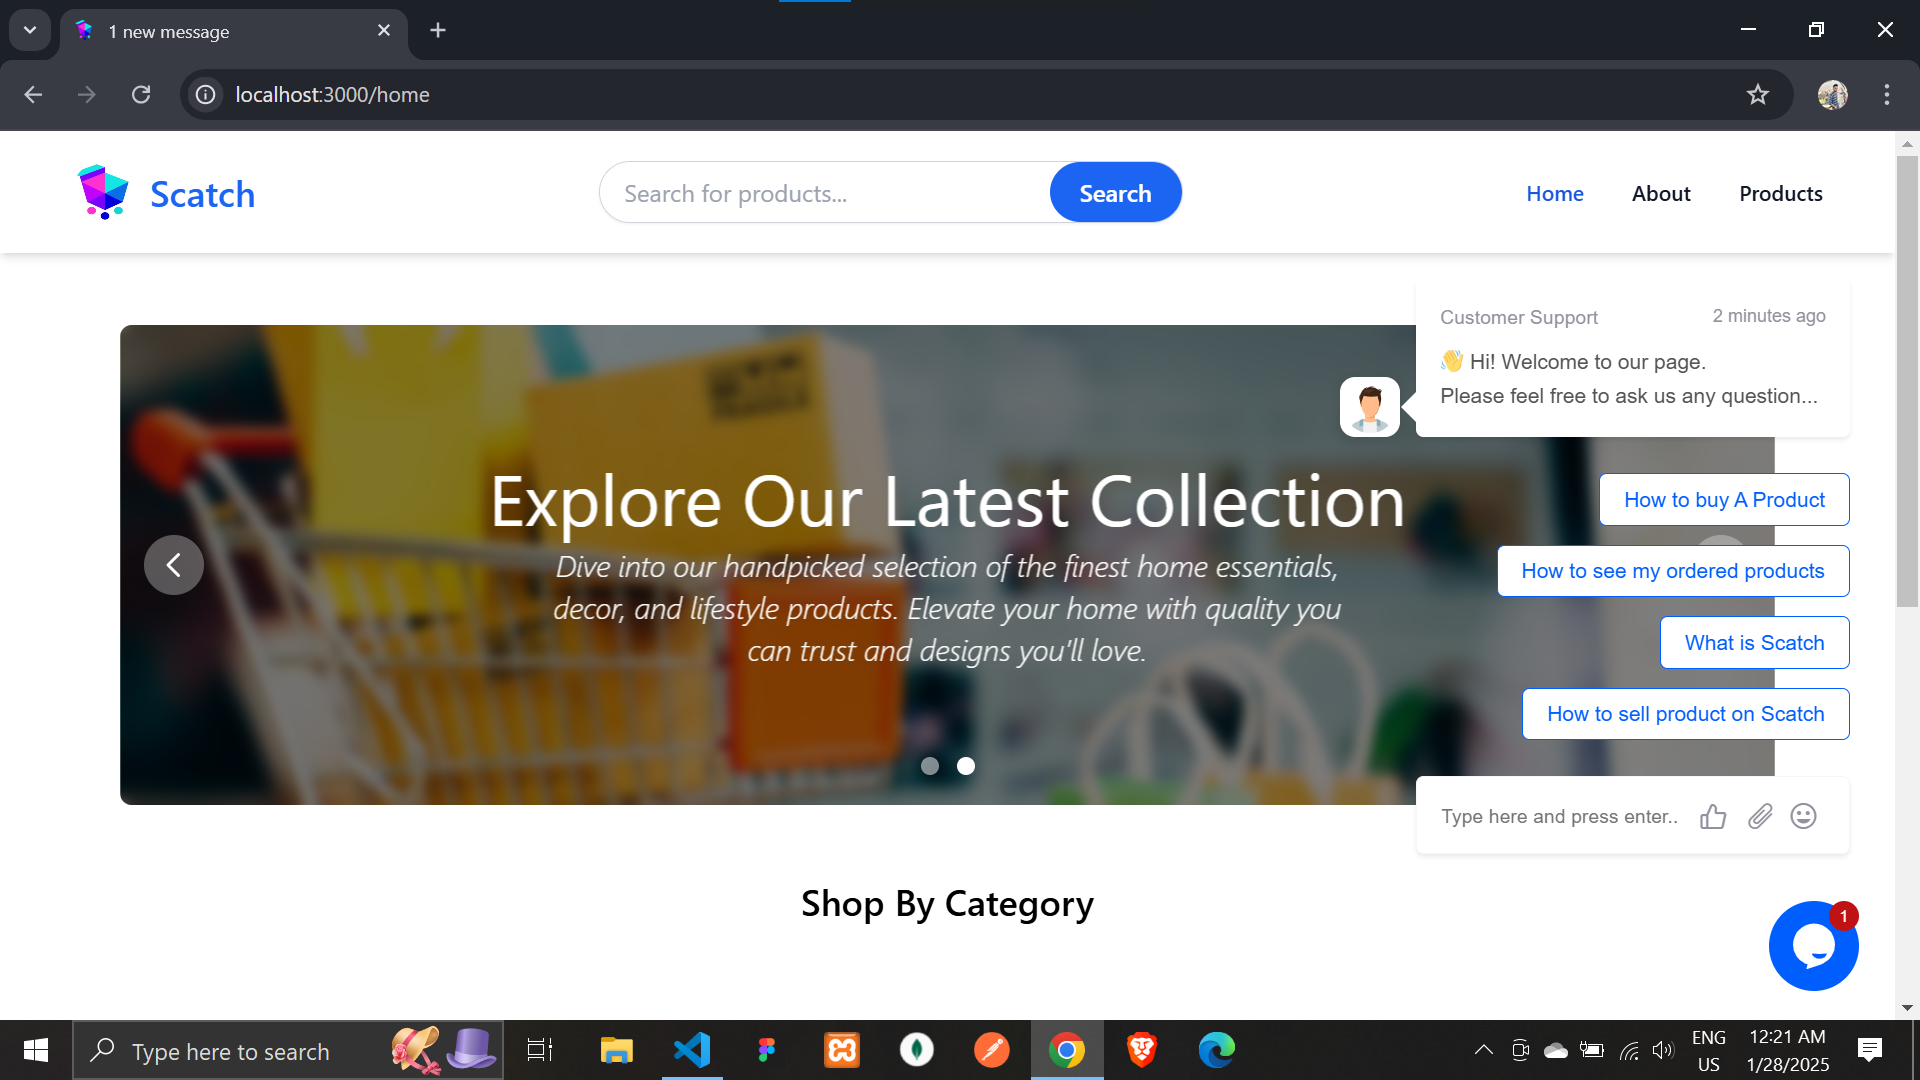 1 new message
localhost:3000/home
Scatch
Search for products...
Search
Home
About
Products
Customer Support
2 minutes ago
👋 Hi! Welcome to our page.
Please feel free to ask us any question...
FRAGILE
Explore Our Latest Collection
Dive into our handpicked selection of the finest home essentials,
decor, and lifestyle products. Elevate your home with quality you
can trust and designs you'll love.
How to buy A Product
How to see my ordered products
What is Scatch
How to sell product on Scatch
Type here and press enter..
Shop By Category
1
Type here to search
ENG
US
12:21 AM
1/28/2025